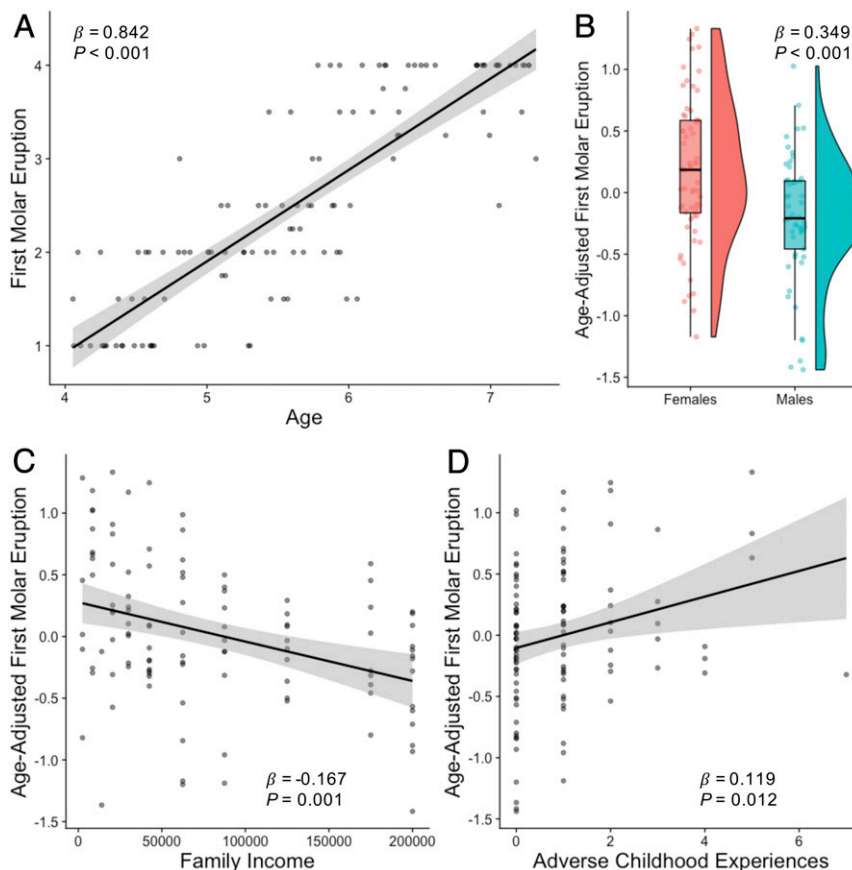 A
β = 0.842
P < 0.001
First Molar Eruption
4
3
2
1
4
5
6
7
Age
B
β = 0.349
P < 0.001
Age-Adjusted First Molar Eruption
1.0
0.5
0.0
-0.5
-1.0
-1.5
Females
Males
C
Age-Adjusted First Molar Eruption
1.0
0.5
0.0
-0.5
-1.0
-1.5
β = -0.167
P = 0.001
0
50000
100000
150000
200000
Family Income
D
Age-Adjusted First Molar Eruption
1.0
0.5
0.0
-0.5
-1.0
-1.5
β = 0.119
P = 0.012
0
2
4
6
Adverse Childhood Experiences